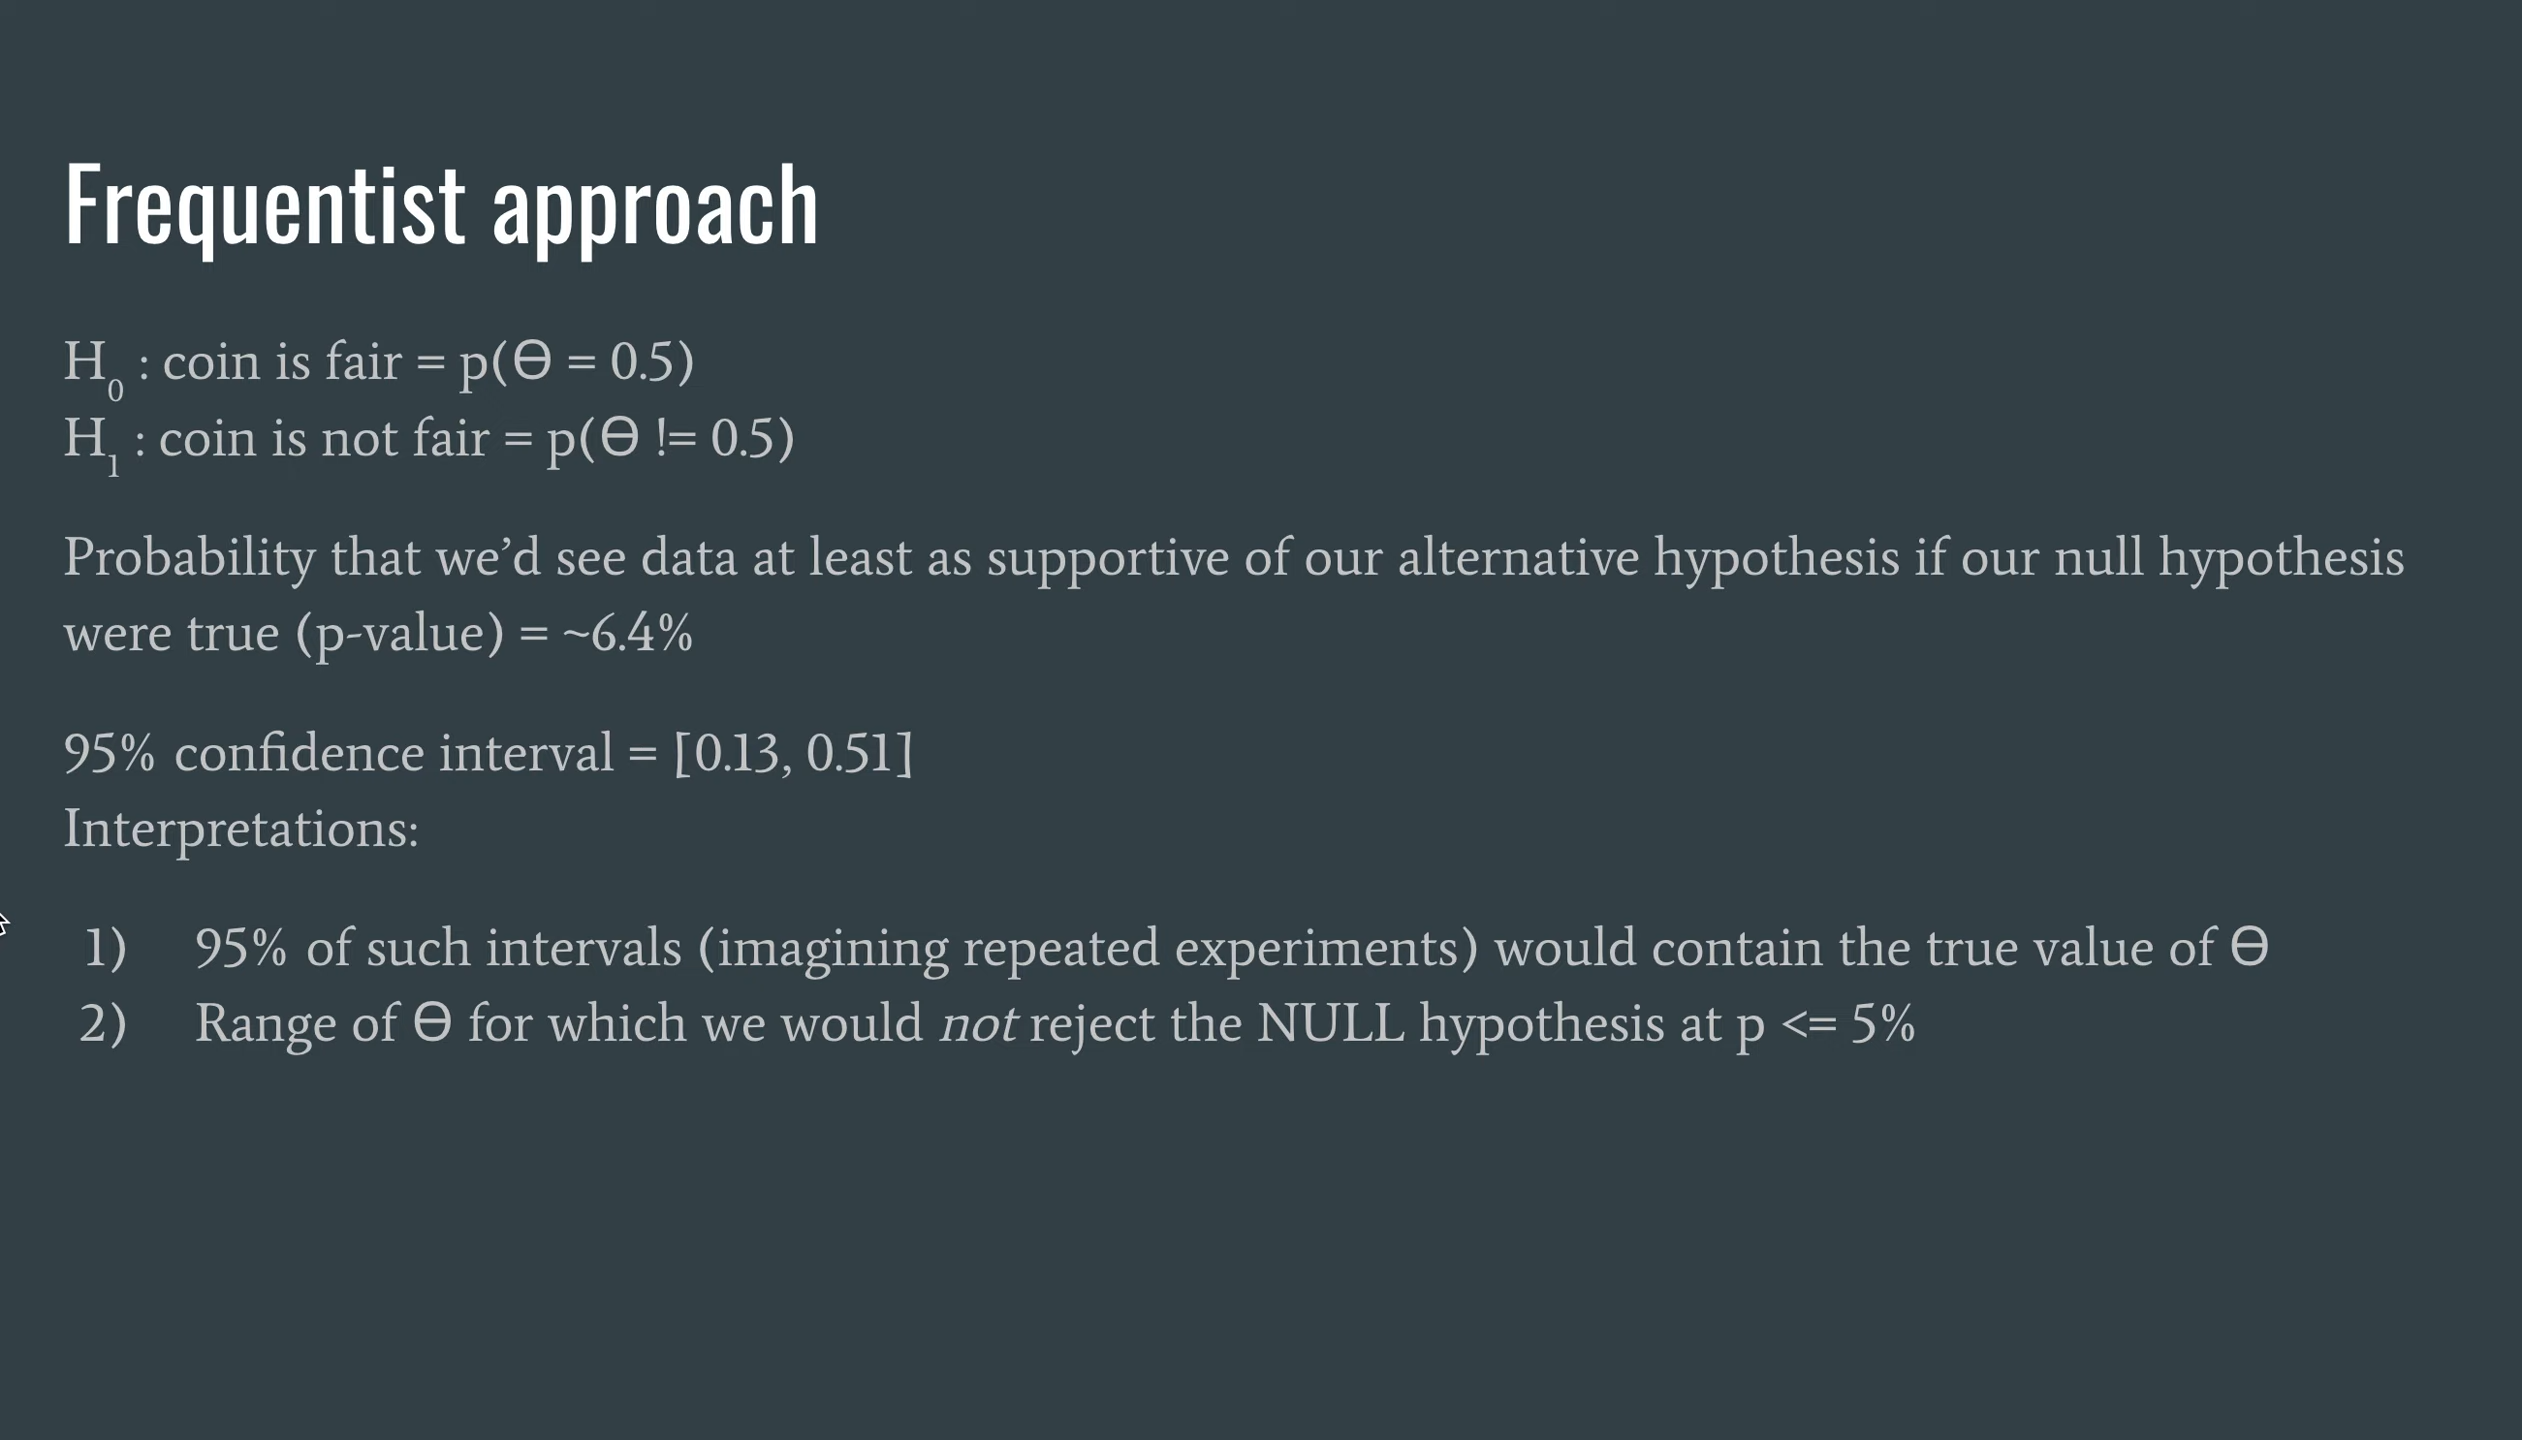 Frequentist approach
H₀ : coin is fair = p(Θ = 0.5)
H₁ : coin is not fair = p(Θ != 0.5)
Probability that we’d see data at least as supportive of our alternative hypothesis if our null hypothesis
were true (p-value) = ~6.4%
95% confidence interval = [0.13, 0.51]
Interpretations:
1) 95% of such intervals (imagining repeated experiments) would contain the true value of Θ
2) Range of Θ for which we would not reject the NULL hypothesis at p <= 5%